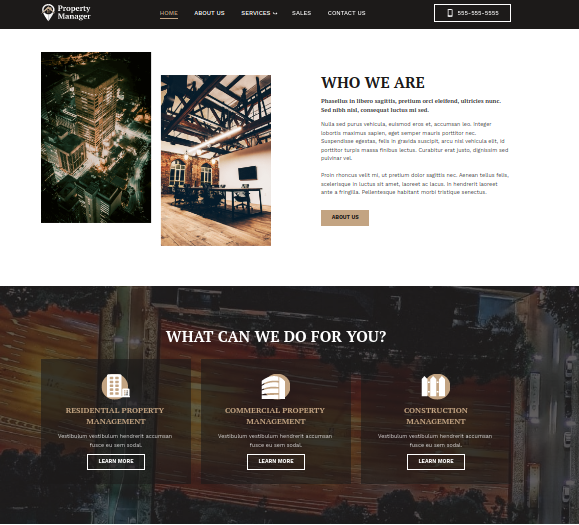 Property
Manager
HOME ABOUT US SERVICES SALES CONTACT US 555-555-5555
WHO WE ARE
Phasellus in libero sagittis, pretium orci eleifend, ultricies nunc.
Sed nibh nisl, consequat luctus mi sed.
Nulla sed purus vehicula, euismod eros et, accumsan leo. Integer
lobortis maximus sapien, eget semper mauris porttitor nec.
Suspendisse egestas, felis in gravida suscipit, arcu nisi vehicula elit, id
porttitor turpis massa finibus lectus. Curabitur erat justo, dignissim sed
pulvinar vel.
Proin rhoncus velit mi, ut pretium dolor sagittis nec. Aenean tellus felis,
scelerisque in luctus sit amet, laoreet ac lacus. In hendrerit laoreet
ante a fringilla. Pellentesque habitant morbi tristique senectus.
ABOUT US
WHAT CAN WE DO FOR YOU?
RESIDENTIAL PROPERTY
MANAGEMENT
Vestibulum vestibulum hendrerit accumsan
fusce eu sem sodal.
LEARN MORE
COMMERCIAL PROPERTY
MANAGEMENT
Vestibulum vestibulum hendrerit accumsan
fusce eu sem sodal.
LEARN MORE
CONSTRUCTION
MANAGEMENT
Vestibulum vestibulum hendrerit accumsan
fusce eu sem sodal.
LEARN MORE